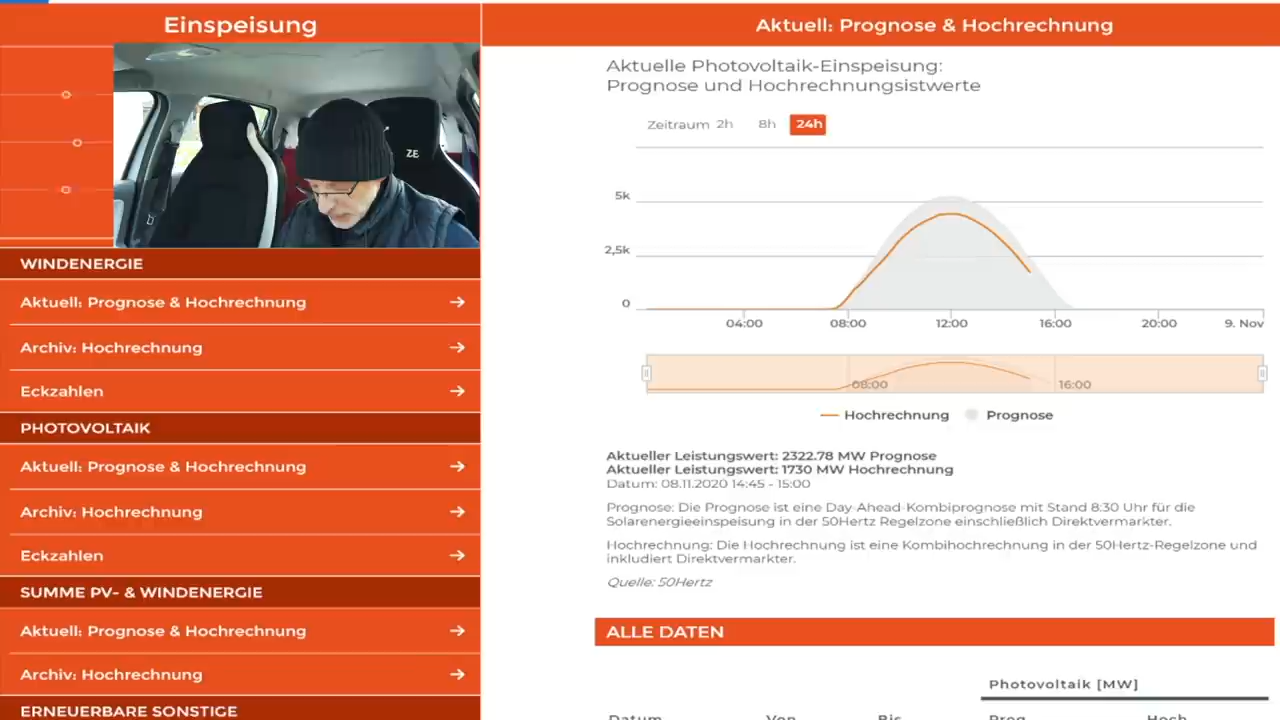 Einspeisung
ZE
WINDENERGIE
Aktuell: Prognose & Hochrechnung
Archiv: Hochrechnung
Eckzahlen
PHOTOVOLTAIK
Aktuell: Prognose & Hochrechnung
Archiv: Hochrechnung
Eckzahlen
SUMME PV- & WINDENERGIE
Aktuell: Prognose & Hochrechnung
Archiv: Hochrechnung
ERNEUERBARE SONSTIGE
Aktuell: Prognose & Hochrechnung
Aktuelle Photovoltaik-Einspeisung:
Prognose und Hochrechnungsistwerte
Zeitraum 2h 8h 24h
5k
2,5k
0
04:00 08:00 12:00 16:00 20:00 9. Nov
08:00 16:00
Hochrechnung Prognose
Aktueller Leistungswert: 2322.78 MW Prognose
Aktueller Leistungswert: 1730 MW Hochrechnung
Datum: 08.11.2020 14:45 - 15:00
Prognose: Die Prognose ist eine Day-Ahead-Kombiprognose mit Stand 8:30 Uhr für die
Solarenergieeinspeisung in der 50Hertz Regelzone einschließlich Direktvermarkter.
Hochrechnung: Die Hochrechnung ist eine Kombihochrechnung in der 50Hertz-Regelzone und
inkludiert Direktvermarkter.
Quelle: 50Hertz
ALLE DATEN
Photovoltaik [MW]
Datum Von Bis Prog Hoch